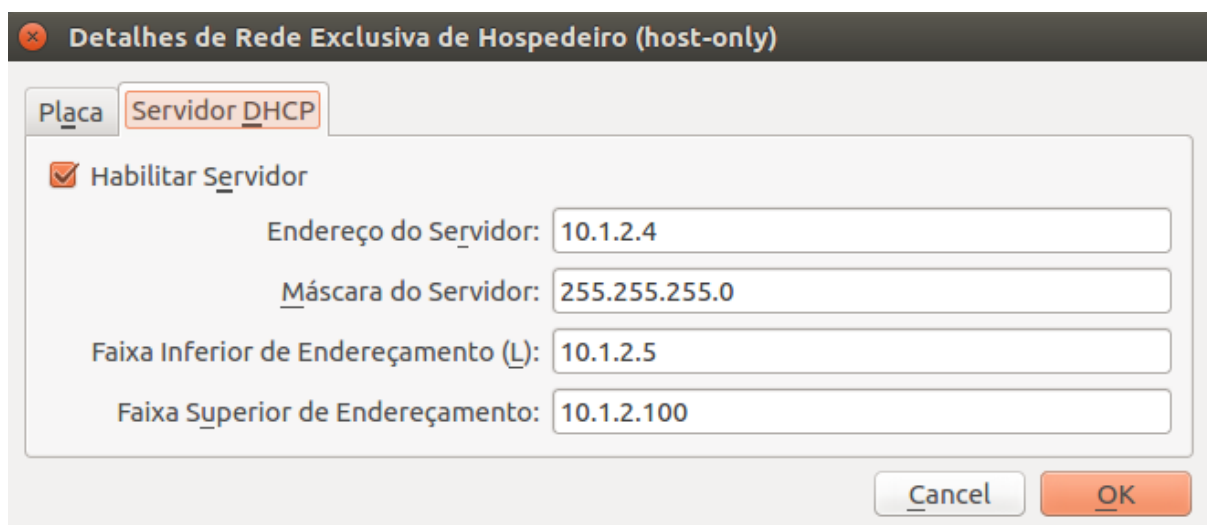 Detalhes de Rede Exclusiva de Hospedeiro (host-only)
Placa Servidor DHCP
Habilitar Servidor
Endereço do Servidor: 10.1.2.4
Máscara do Servidor: 255.255.255.0
Faixa Inferior de Endereçamento (L): 10.1.2.5
Faixa Superior de Endereçamento: 10.1.2.100
Cancel OK